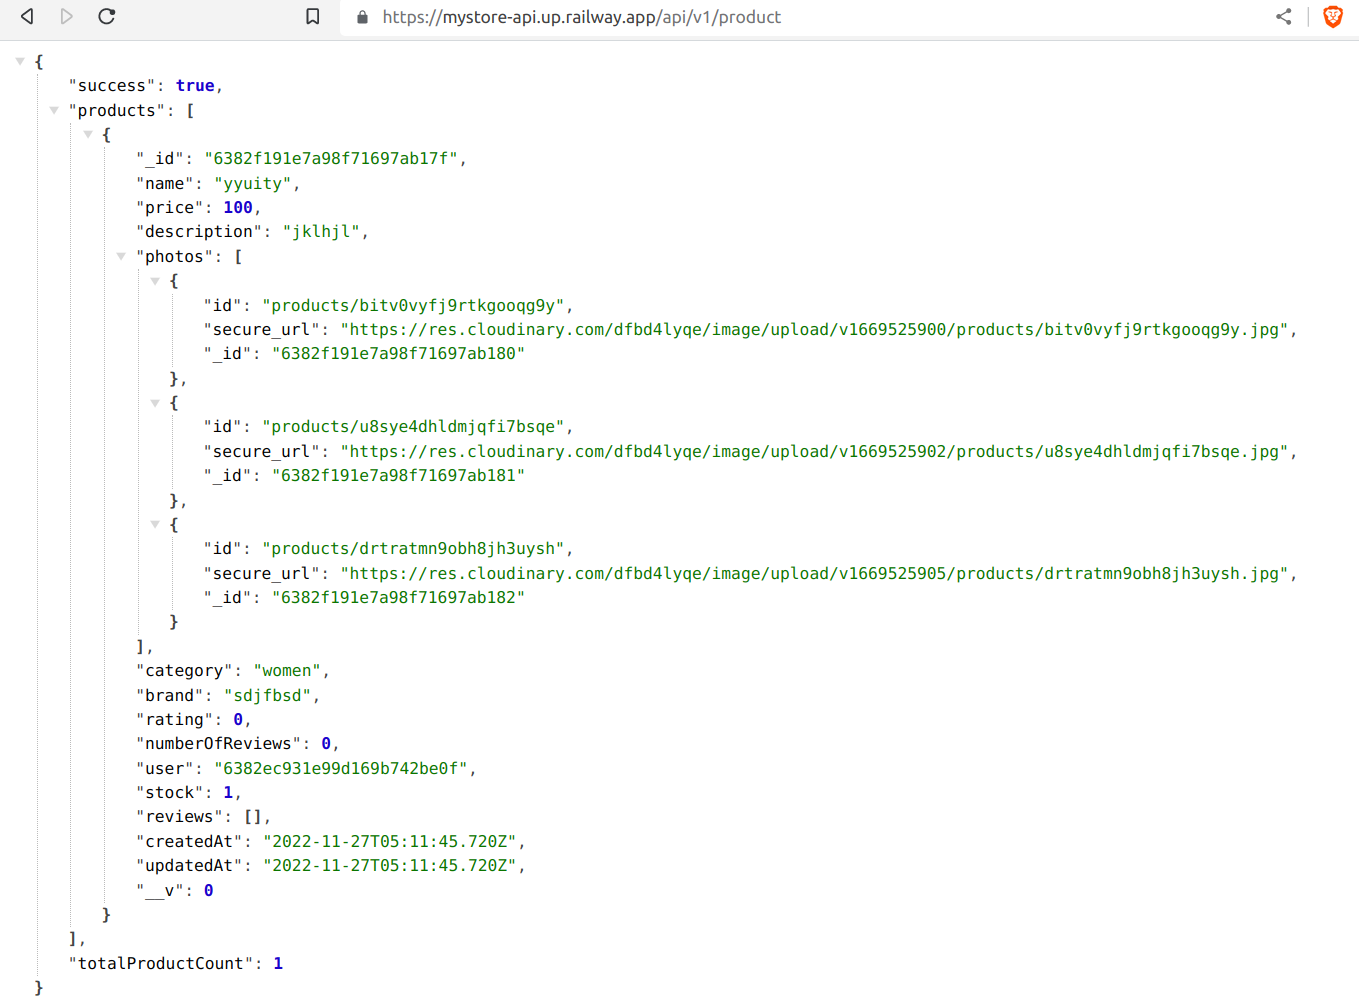 https://mystore-api.up.railway.app/api/v1/product
{
"success": true,
"products": [
{
"_id": "6382f191e7a98f71697ab17f",
"name": "yyuity",
"price": 100,
"description": "jklhjl",
"photos": [
{
"id": "products/bitv0vyfj9rtkgooqg9y",
"secure_url": "https://res.cloudinary.com/dfbd4lyqe/image/upload/v1669525900/products/bitv0vyfj9rtkgooqg9y.jpg",
"_id": "6382f191e7a98f71697ab180"
},
{
"id": "products/u8sye4dhldmjqfi7bsqe",
"secure_url": "https://res.cloudinary.com/dfbd4lyqe/image/upload/v1669525902/products/u8sye4dhldmjqfi7bsqe.jpg",
"_id": "6382f191e7a98f71697ab181"
},
{
"id": "products/drtratmn9obh8jh3uysh",
"secure_url": "https://res.cloudinary.com/dfbd4lyqe/image/upload/v1669525905/products/drtratmn9obh8jh3uysh.jpg",
"_id": "6382f191e7a98f71697ab182"
}
],
"category": "women",
"brand": "sdjfbsd",
"rating": 0,
"numberOfReviews": 0,
"user": "6382ec931e99d169b742be0f",
"stock": 1,
"reviews": [],
"createdAt": "2022-11-27T05:11:45.720Z",
"updatedAt": "2022-11-27T05:11:45.720Z",
"__v": 0
}
],
"totalProductCount": 1
}